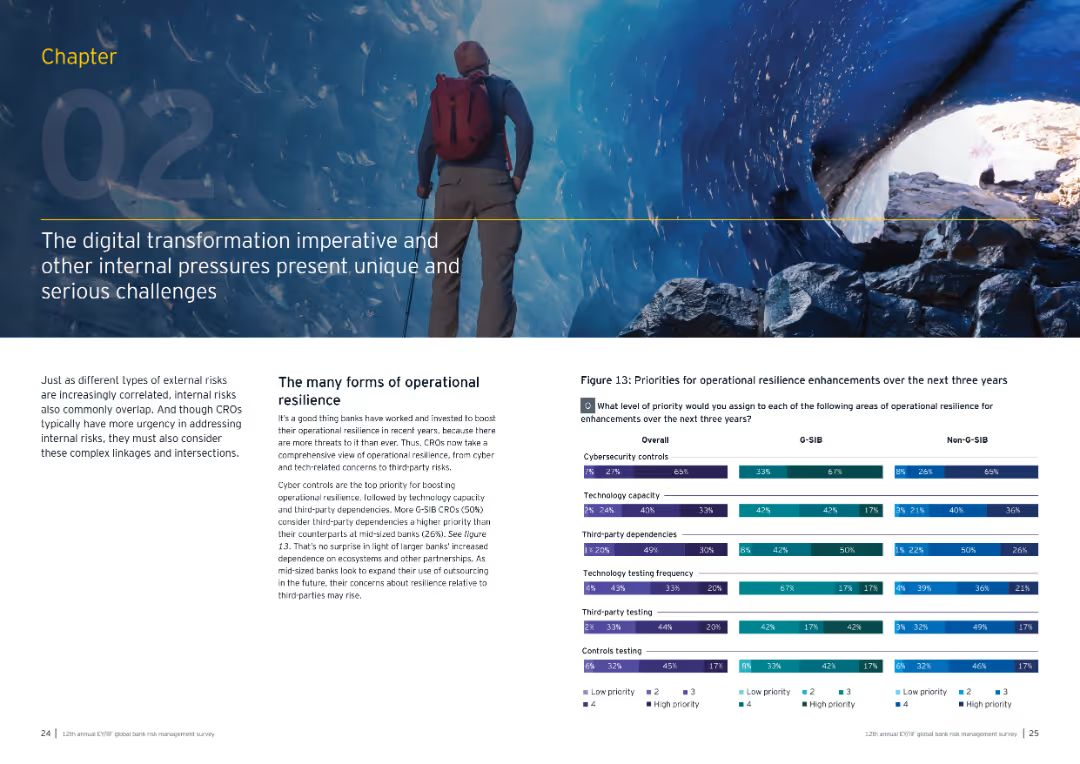 Chapter
02
The digital transformation imperative and
other internal pressures present unique and
serious challenges
Just as different types of external risks
are increasingly correlated, internal risks
also commonly overlap. And though CROs
typically have more urgency in addressing
internal risks, they must also consider
these complex linkages and intersections.
The many forms of operational
resilience
It's a good thing banks have worked and invested to boost
their operational resilience in recent years, because there
are more threats to it than ever. Thus, CROs now take a
comprehensive view of operational resilience, from cyber
and tech-related concerns to third-party risks.
Cyber controls are the top priority for boosting
operational resilience, followed by technology capacity
and third-party dependencies. More G-SIB CROs (50%)
consider third-party dependencies a higher priority than
their counterparts at mid-sized banks (26%). See figure
13. That's no surprise in light of larger banks' increased
dependence on ecosystems and other partnerships. As
mid-sized banks look to expand their use of outsourcing
in the future, their concerns about resilience relative to
third-parties may rise.
Figure 13: Priorities for operational resilience enhancements over the next three years
Q What level of priority would you assign to each of the following areas of operational resilience for
enhancements over the next three years?
Overall G-SIB Non-G-SIB
Cybersecurity controls
7% 27% 65% 33% 67% 8% 26% 65%
Technology capacity
2% 24% 40% 33% 42% 42% 17% 3% 21% 40% 36%
Third-party dependencies
1% 20% 49% 30% 8% 42% 50% 1% 22% 50% 26%
Technology testing frequency
4% 43% 33% 20% 67% 17% 17% 4% 39% 36% 21%
Third-party testing
2% 33% 44% 20% 42% 17% 42% 3% 32% 49% 17%
Controls testing
6% 32% 45% 17% 8% 33% 42% 17% 6% 32% 46% 17%
Low priority 2 3 Low priority 2 3 Low priority 2 3
4 High priority 4 High priority 4 High priority
24 | 12th annual EY/IIF global bank risk management survey
12th annual EY/IIF global bank risk management survey | 25